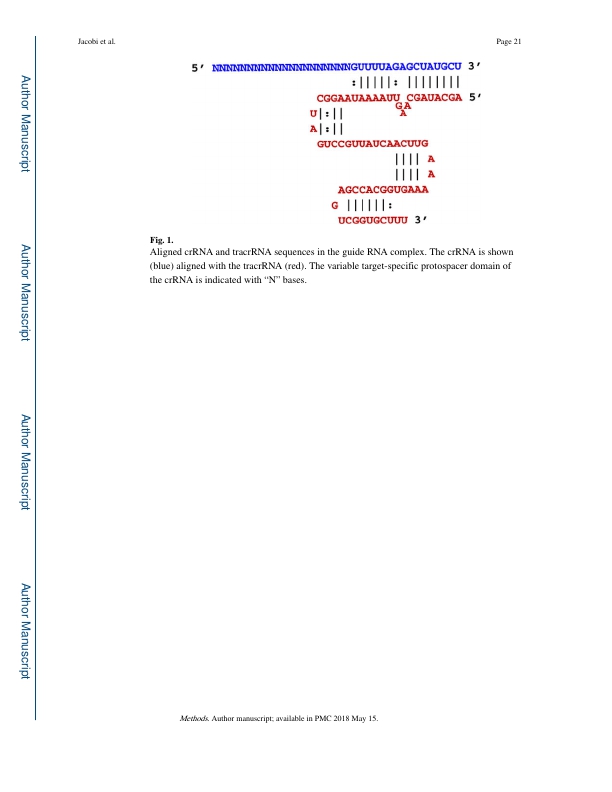 Jacobi et al. Page 21
5′ NNNNNNNNNNNNNNNNNNNNGUUUUAGAGCUAUGCU 3′
:|||||: ||||||||
CGGAAUAAAAUU CGAUACGA 5′
GA
U|:|| A
A|:||
GUCCGUUAUCAACUUG
|||| A
|||| A
AGCCACGGUGAAA
G ||||||:
UCGGUGCUUU 3′
Fig. 1.
Aligned crRNA and tracrRNA sequences in the guide RNA complex. The crRNA is shown
(blue) aligned with the tracrRNA (red). The variable target-specific protospacer domain of
the crRNA is indicated with “N” bases.
Author Manuscript
Author Manuscript
Author Manuscript
Author Manuscript
Methods. Author manuscript; available in PMC 2018 May 15.